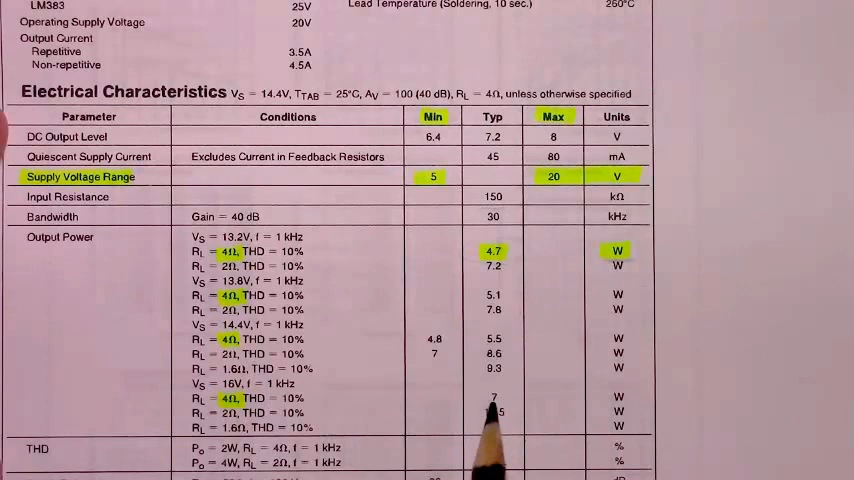 LM383 25V Lead Temperature (Soldering, 10 sec.) 260°C
Operating Supply Voltage 20V
Output Current
Repetitive 3.5A
Non-repetitive 4.5A
Electrical Characteristics VS = 14.4V, TTAB = 25°C, AV = 100 (40 dB), RL = 4Ω, unless otherwise specified
Parameter Conditions Min Typ Max Units
DC Output Level 6.4 7.2 8 V
Quiescent Supply Current Excludes Current in Feedback Resistors 45 80 mA
Supply Voltage Range 5 20 V
Input Resistance 150 kΩ
Bandwidth Gain = 40 dB 30 kHz
Output Power VS = 13.2V, f = 1 kHz
RL = 4Ω, THD = 10% 4.7 W
RL = 2Ω, THD = 10% 7.2 W
VS = 13.8V, f = 1 kHz
RL = 4Ω, THD = 10% 5.1 W
RL = 2Ω, THD = 10% 7.8 W
VS = 14.4V, f = 1 kHz
RL = 4Ω, THD = 10% 4.8 5.5 W
RL = 2Ω, THD = 10% 7 8.6 W
RL = 1.6Ω, THD = 10% 9.3 W
VS = 16V, f = 1 kHz
RL = 4Ω, THD = 10% 7 W
RL = 2Ω, THD = 10% W
RL = 1.6Ω, THD = 10% W
THD Po = 2W, RL = 4Ω, f = 1 kHz %
Po = 4W, RL = 2Ω, f = 1 kHz %